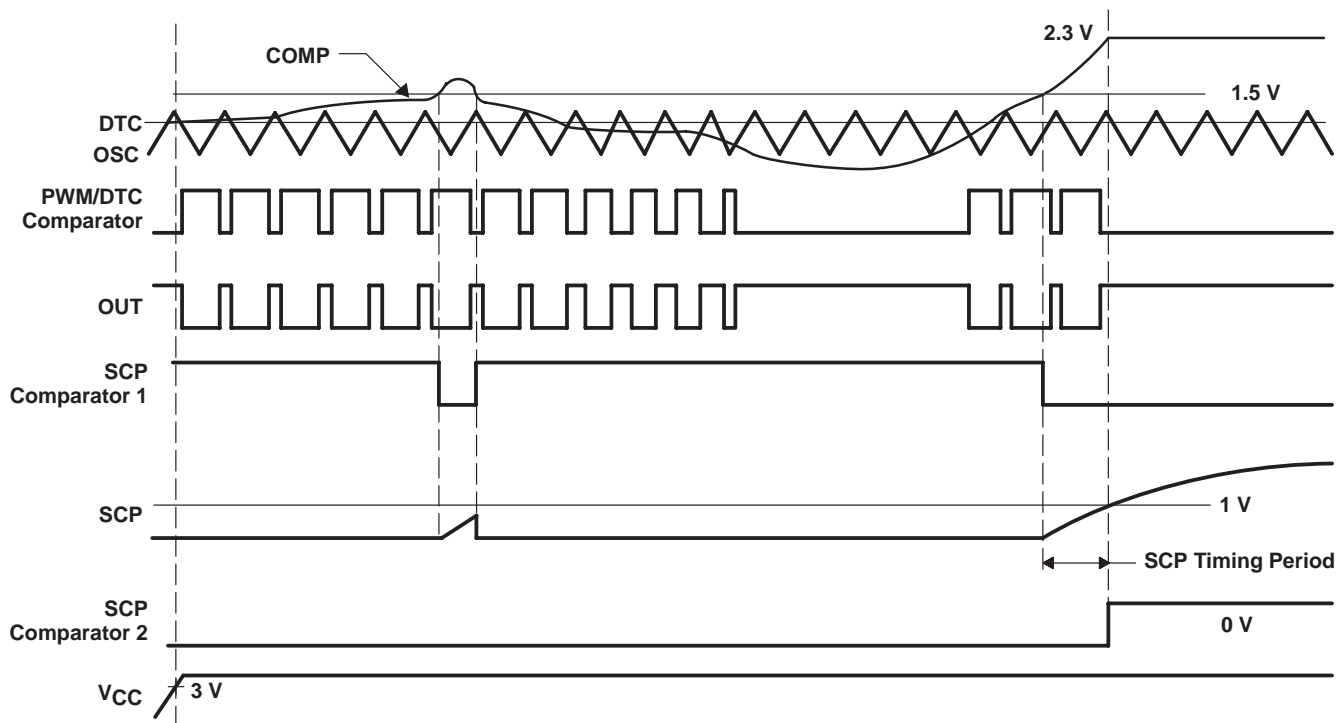 2.3 V
COMP
1.5 V
DTC
OSC
PWM/DTC
Comparator
OUT
SCP
Comparator 1
SCP
1 V
SCP Timing Period
SCP
Comparator 2
0 V
VCC
3 V